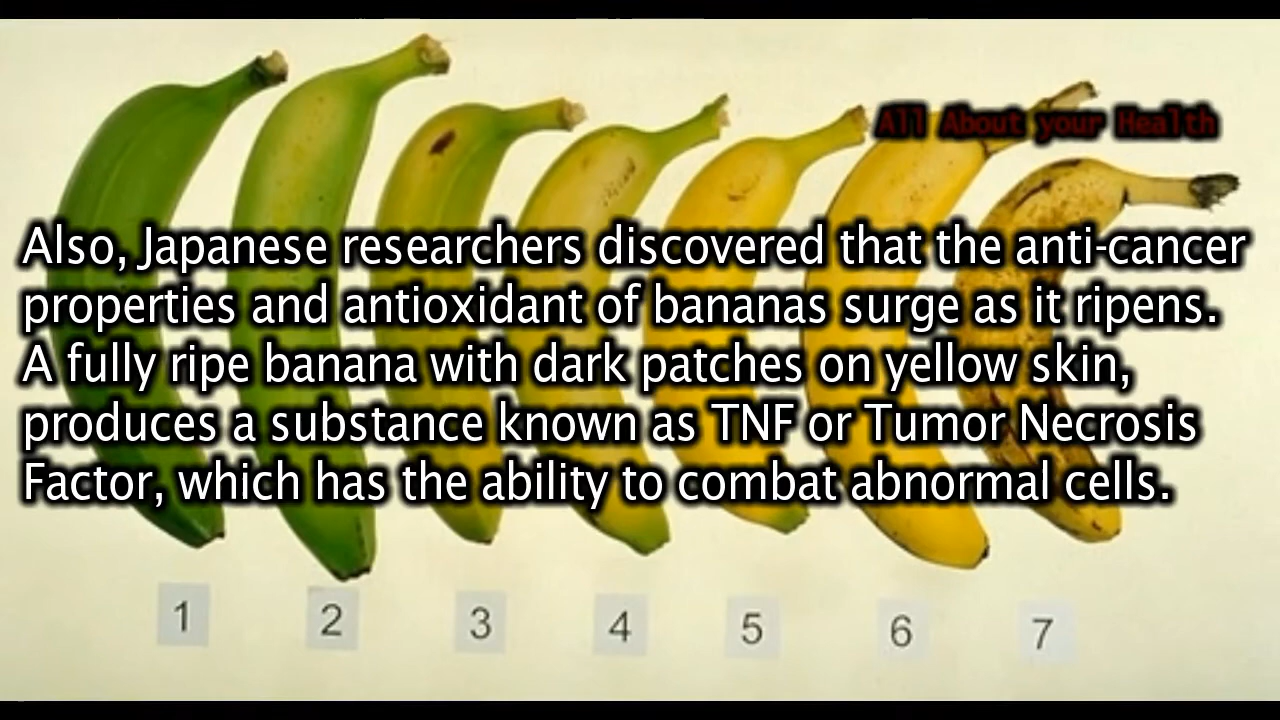 All About your Health
Also, Japanese researchers discovered that the anti-cancer
properties and antioxidant of bananas surge as it ripens.
A fully ripe banana with dark patches on yellow skin,
produces a substance known as TNF or Tumor Necrosis
Factor, which has the ability to combat abnormal cells.
1 2 3 4 5 6 7